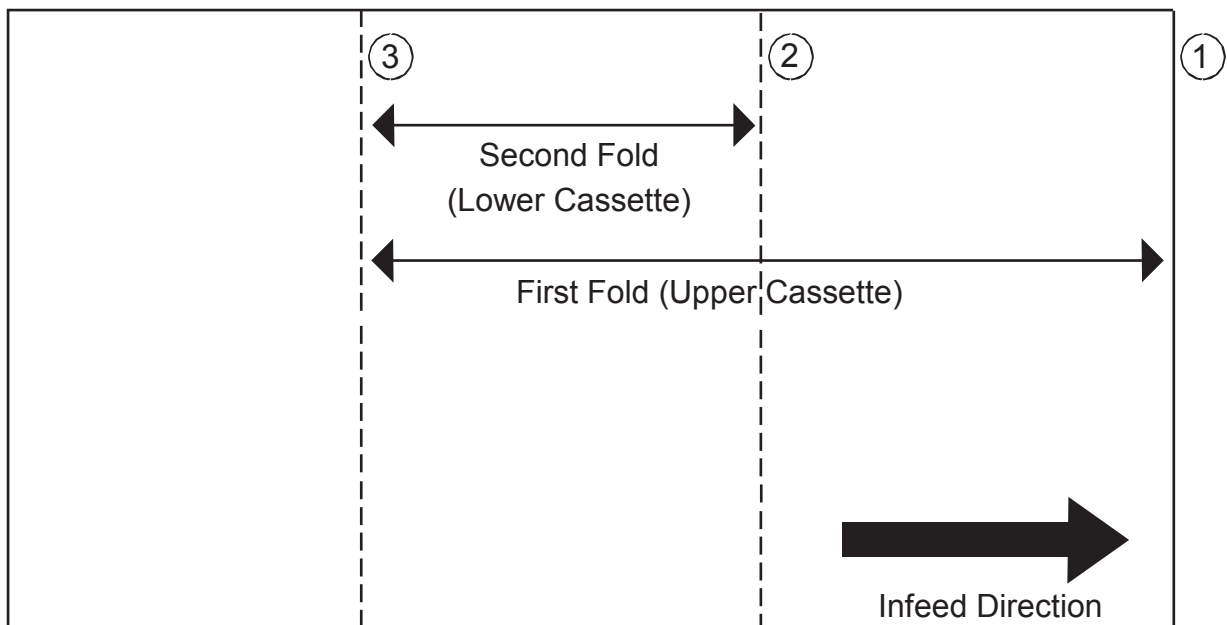 ③ ② ①
Second Fold
(Lower Cassette)
First Fold (Upper Cassette)
Infeed Direction